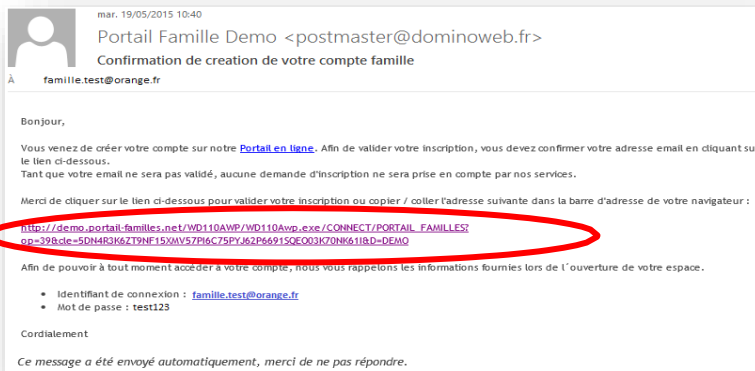 mar. 19/05/2015 10:40
Portail Famille Demo <postmaster@dominoweb.fr>
Confirmation de creation de votre compte famille
À famille.test@orange.fr
Bonjour,
Vous venez de créer votre compte sur notre Portail en ligne. Afin de valider votre inscription, vous devez confirmer votre adresse email en cliquant su
le lien ci-dessous.
Tant que votre email ne sera pas validé, aucune demande d'inscription ne sera prise en compte par nos services.
Merci de cliquer sur le lien ci-dessous pour valider votre inscription ou copier / coller l'adresse suivante dans la barre d'adresse de votre navigateur :
http://demo.portail-familles.net/WD110AWP/WD110Awp.exe/CONNECT/PORTAIL_FAMILLES?
op=39&cle=5DN4R3K6ZT9NF15XMV57PI6C75PYJ62P6691SQEO03K70NK61I&D=DEMO
Afin de pouvoir à tout moment accéder à votre compte, nous vous rappelons les informations fournies lors de l´ouverture de votre espace.
• Identifiant de connexion : famille.test@orange.fr
• Mot de passe : test123
Cordialement
Ce message a été envoyé automatiquement, merci de ne pas répondre.